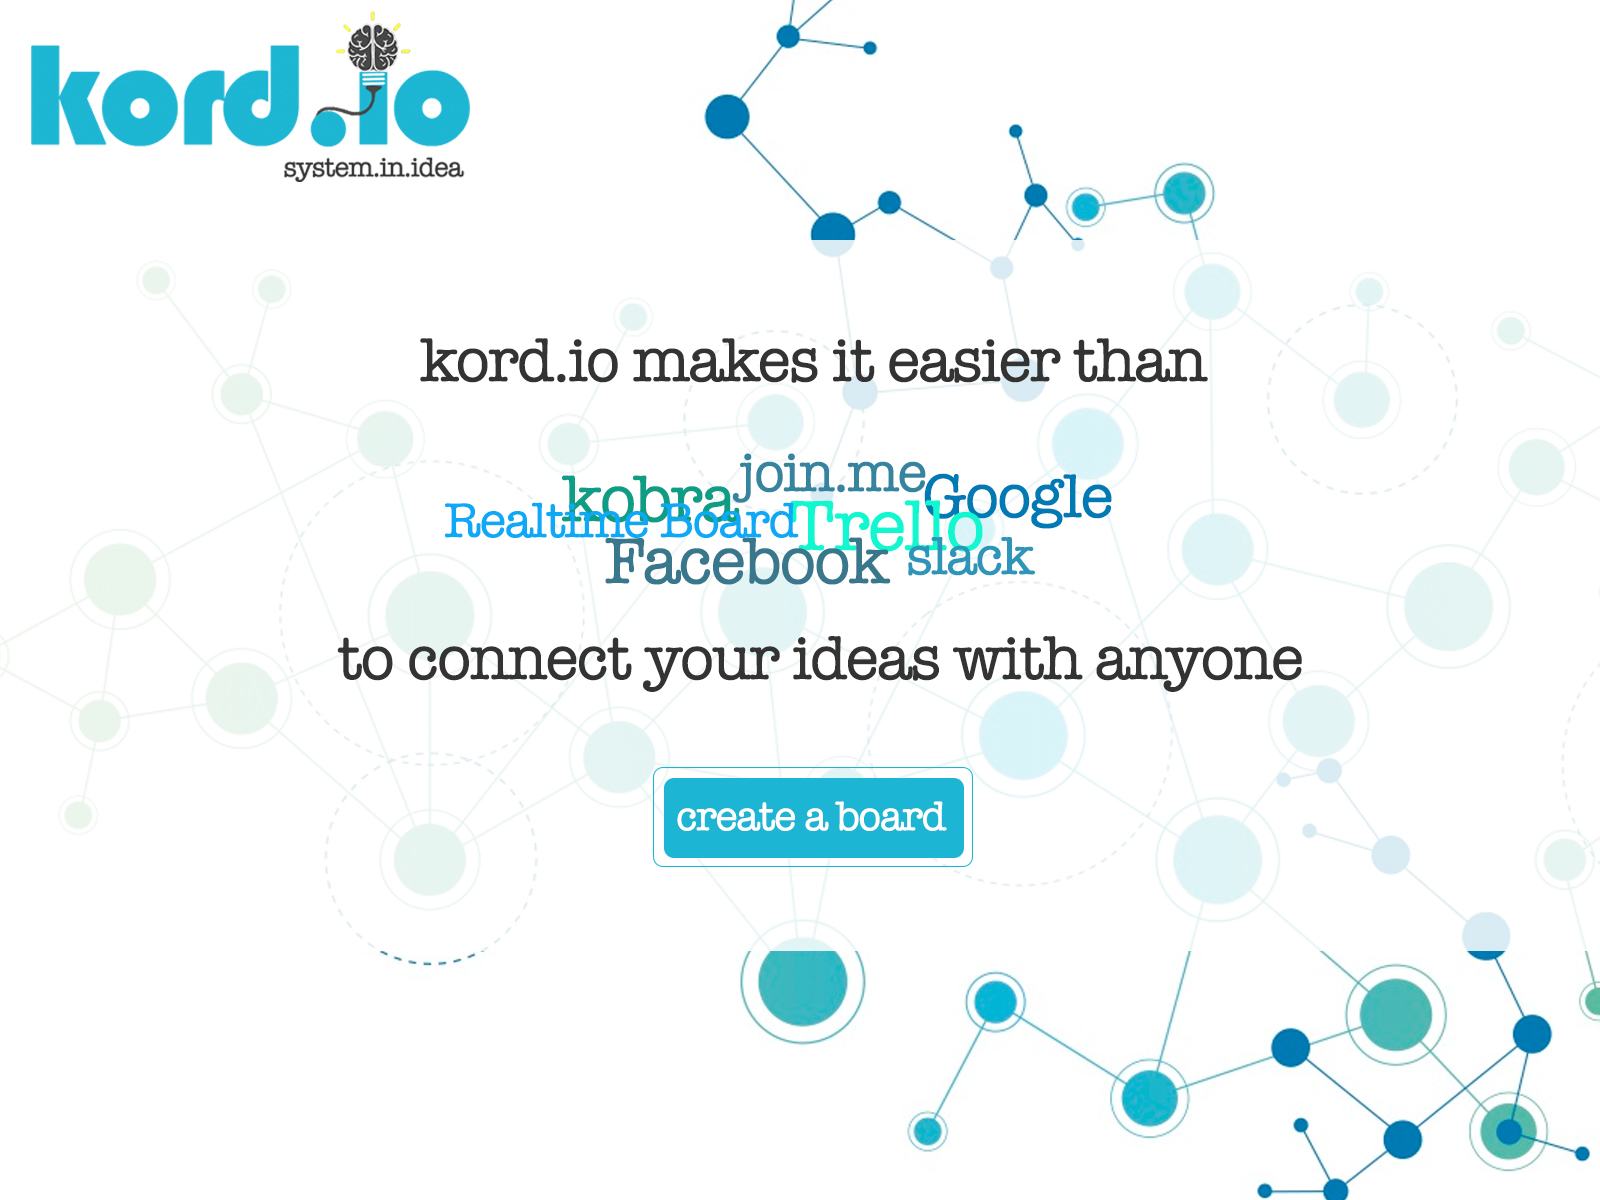 kord.io
system.in.idea
kord.io makes it easier than
join.me
kobra
Google
Realtime Board
Trello
Facebook
slack
to connect your ideas with anyone
create a board